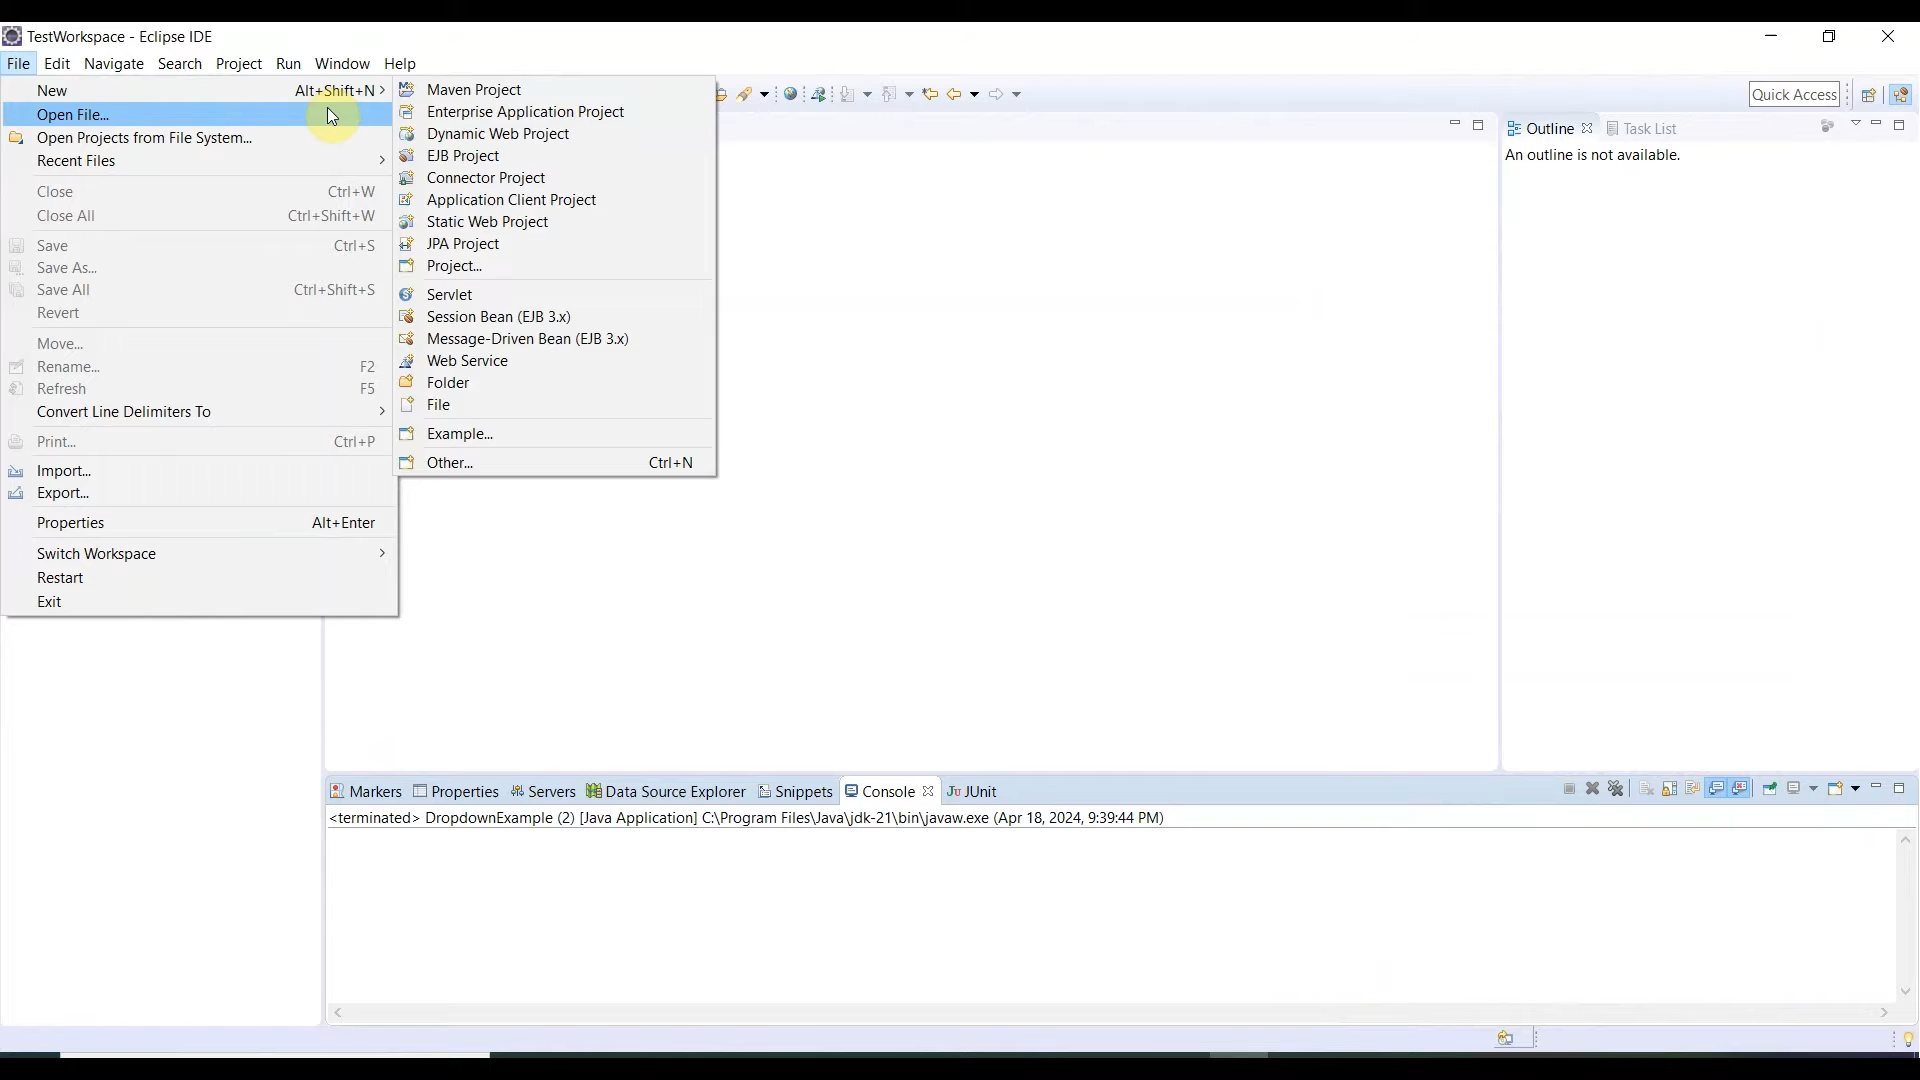 TestWorkspace - Eclipse IDE
File Edit Navigate Search Project Run Window Help
New Alt+Shift+N
Open File...
Open Projects from File System...
Recent Files
Close Ctrl+W
Close All Ctrl+Shift+W
Save Ctrl+S
Save As...
Save All Ctrl+Shift+S
Revert
Move...
Rename... F2
Refresh F5
Convert Line Delimiters To
Print... Ctrl+P
Import...
Export...
Properties Alt+Enter
Switch Workspace
Restart
Exit
Maven Project
Enterprise Application Project
Dynamic Web Project
EJB Project
Connector Project
Application Client Project
Static Web Project
JPA Project
Project...
Servlet
Session Bean (EJB 3.x)
Message-Driven Bean (EJB 3.x)
Web Service
Folder
File
Example...
Other... Ctrl+N
Quick Access
Outline Task List
An outline is not available.
Markers Properties Servers Data Source Explorer Snippets Console JUnit
<terminated> DropdownExample (2) [Java Application] C:\Program Files\Java\jdk-21\bin\javaw.exe (Apr 18, 2024, 9:39:44 PM)